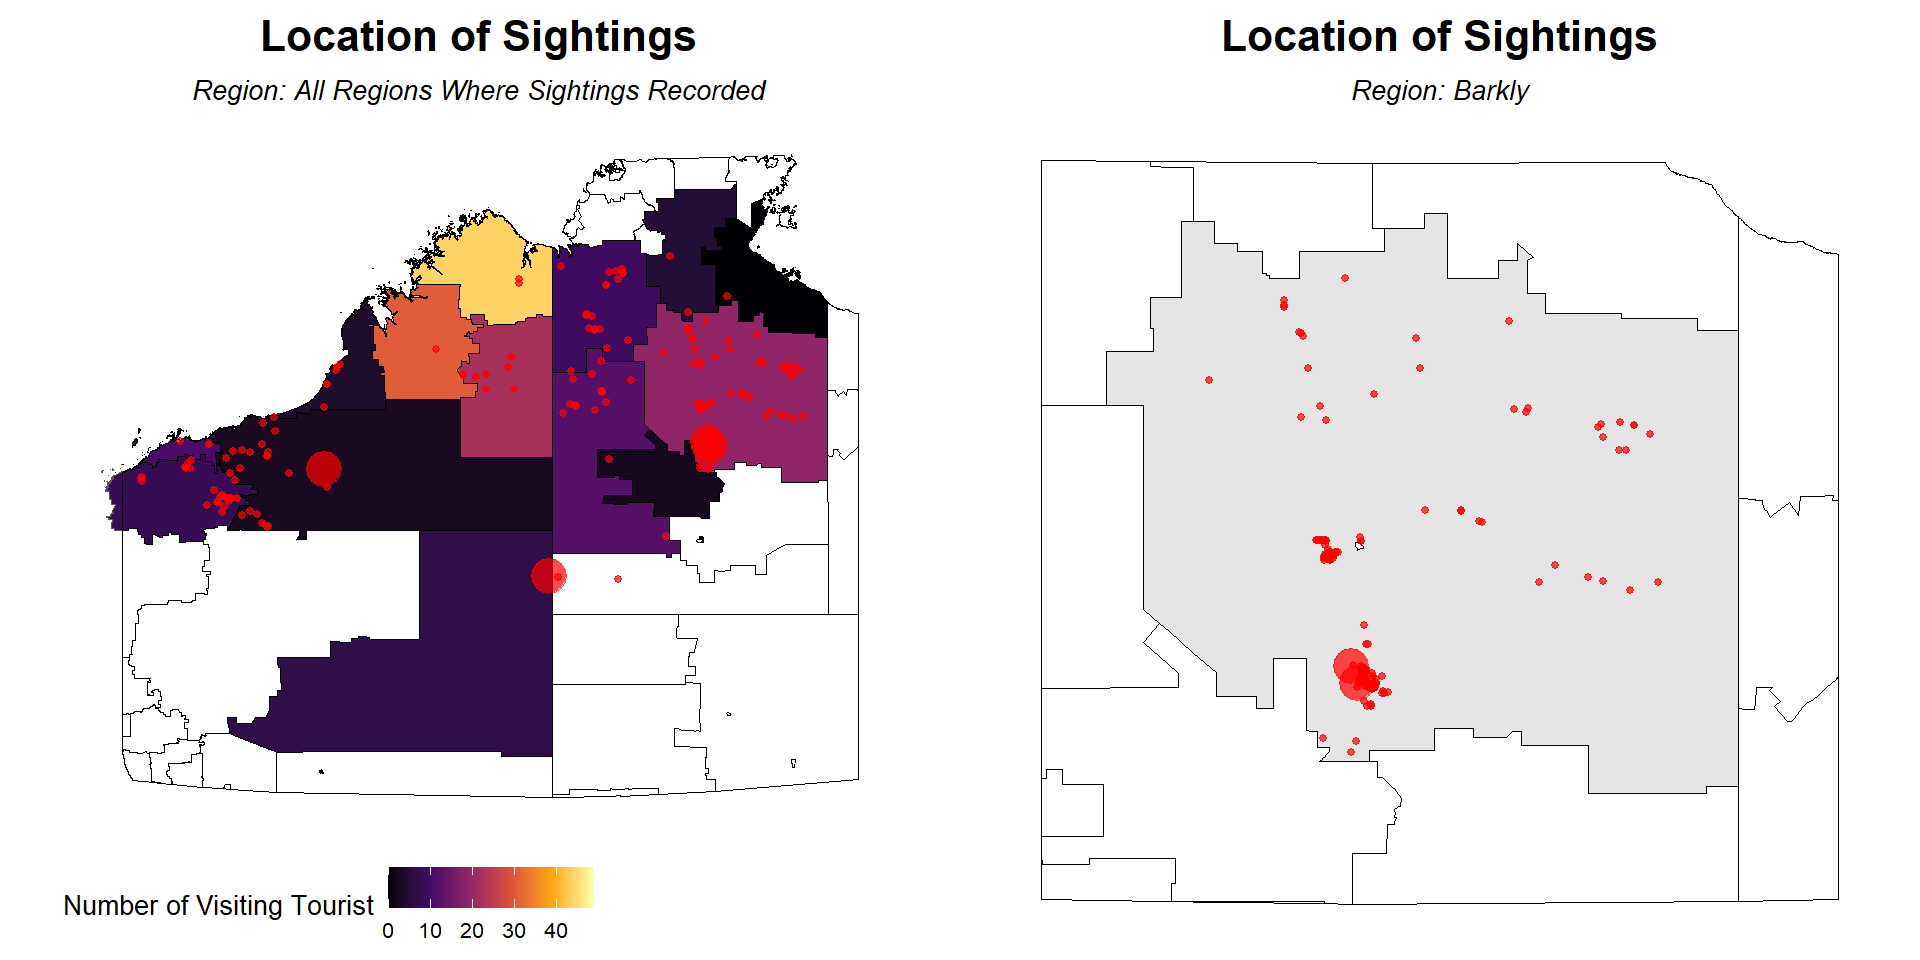 Location of Sightings
Region: All Regions Where Sightings Recorded
Number of Visiting Tourist
0 10 20 30 40
Location of Sightings
Region: Barkly